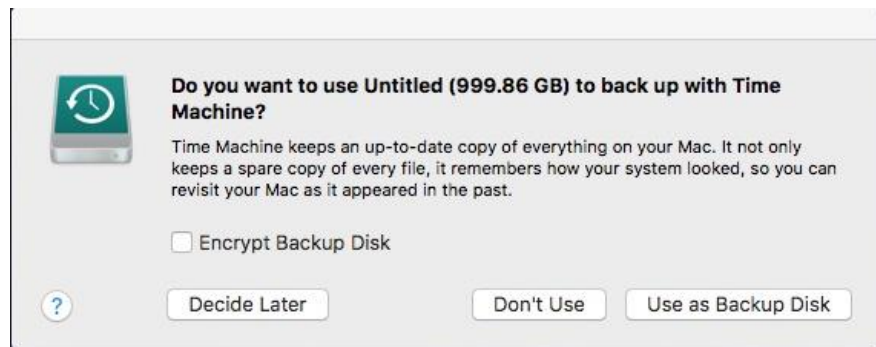 Do you want to use Untitled (999.86 GB) to back up with Time
Machine?
Time Machine keeps an up-to-date copy of everything on your Mac. It not only
keeps a spare copy of every file, it remembers how your system looked, so you can
revisit your Mac as it appeared in the past.
Encrypt Backup Disk
? Decide Later Don't Use Use as Backup Disk